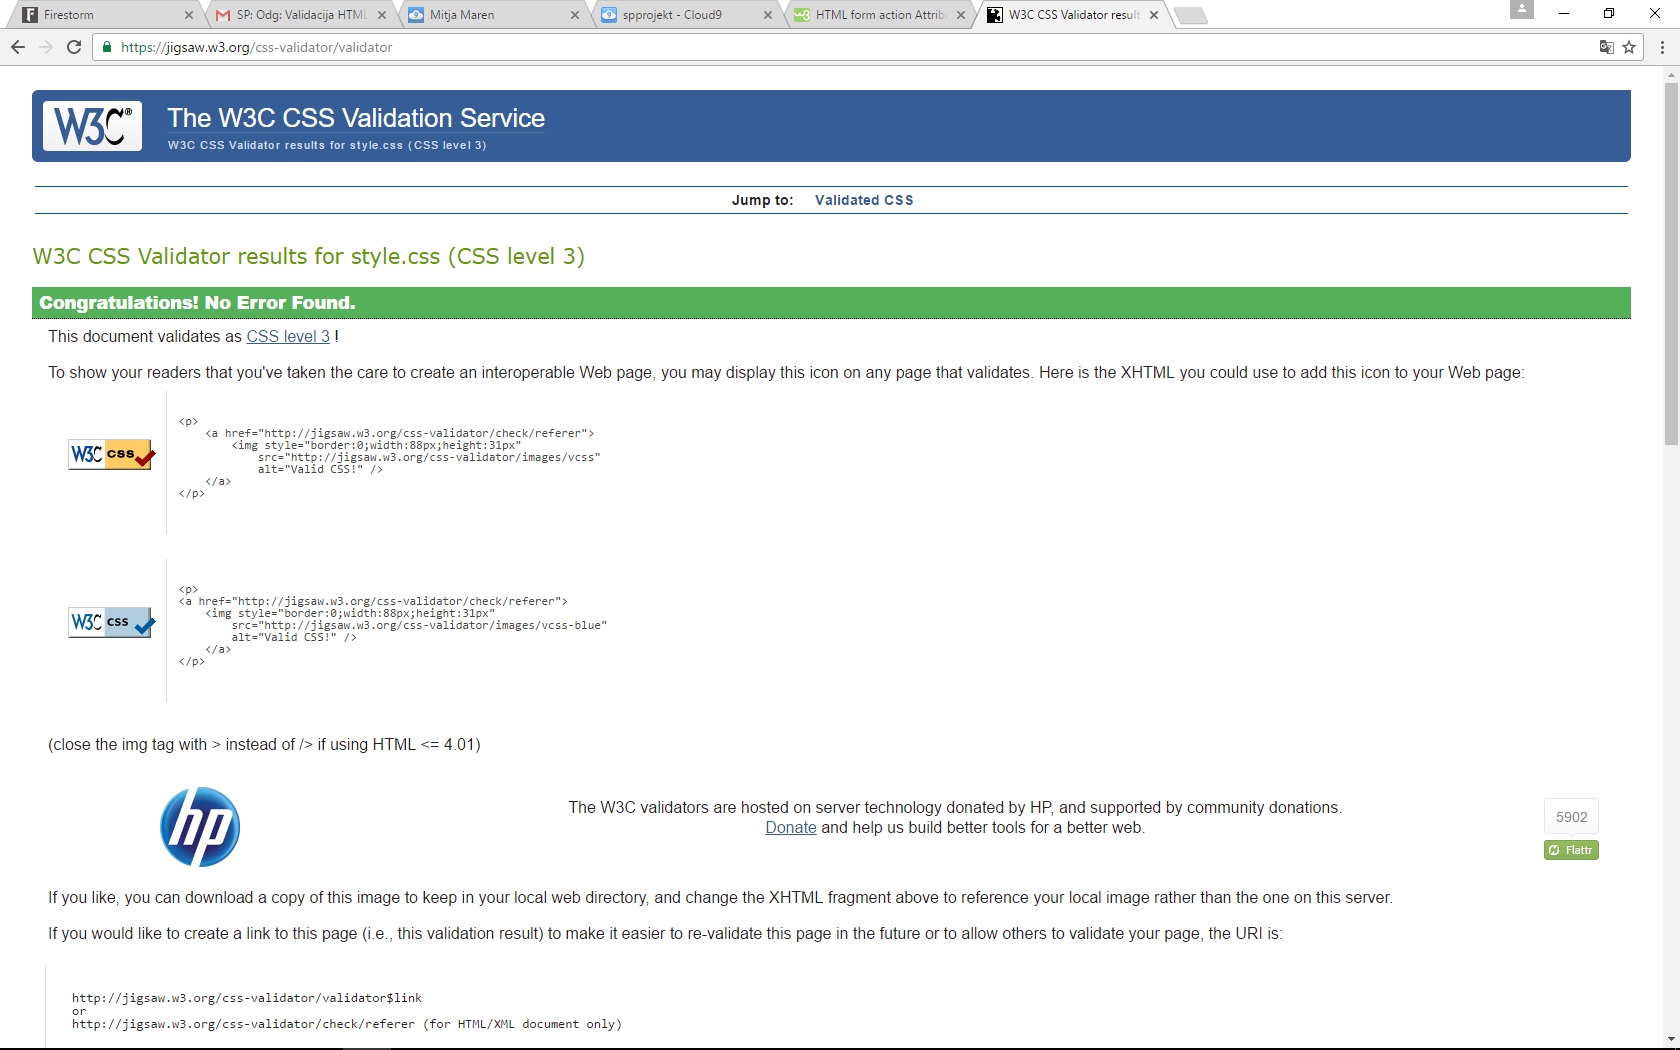 Firestorm
SP: Odg: Validacija HTML
Mitja Maren
spprojekt - Cloud9
HTML form action Attrib
W3C CSS Validator result
https://jigsaw.w3.org/css-validator/validator
W3C®
The W3C CSS Validation Service
W3C CSS Validator results for style.css (CSS level 3)
Jump to: Validated CSS
W3C CSS Validator results for style.css (CSS level 3)
Congratulations! No Error Found.
This document validates as CSS level 3 !
To show your readers that you've taken the care to create an interoperable Web page, you may display this icon on any page that validates. Here is the XHTML you could use to add this icon to your Web page:
W3C CSS
<p>
    <a href="http://jigsaw.w3.org/css-validator/check/referer">
        <img style="border:0;width:88px;height:31px"
            src="http://jigsaw.w3.org/css-validator/images/vcss"
            alt="Valid CSS!" />
    </a>
</p>
W3C CSS
<p>
<a href="http://jigsaw.w3.org/css-validator/check/referer">
    <img style="border:0;width:88px;height:31px"
        src="http://jigsaw.w3.org/css-validator/images/vcss-blue"
        alt="Valid CSS!" />
    </a>
</p>
(close the img tag with > instead of /> if using HTML <= 4.01)
hp
The W3C validators are hosted on server technology donated by HP, and supported by community donations.
Donate and help us build better tools for a better web.
5902
Flattr
If you like, you can download a copy of this image to keep in your local web directory, and change the XHTML fragment above to reference your local image rather than the one on this server.
If you would like to create a link to this page (i.e., this validation result) to make it easier to re-validate this page in the future or to allow others to validate your page, the URI is:
http://jigsaw.w3.org/css-validator/validator$link
or
http://jigsaw.w3.org/css-validator/check/referer (for HTML/XML document only)